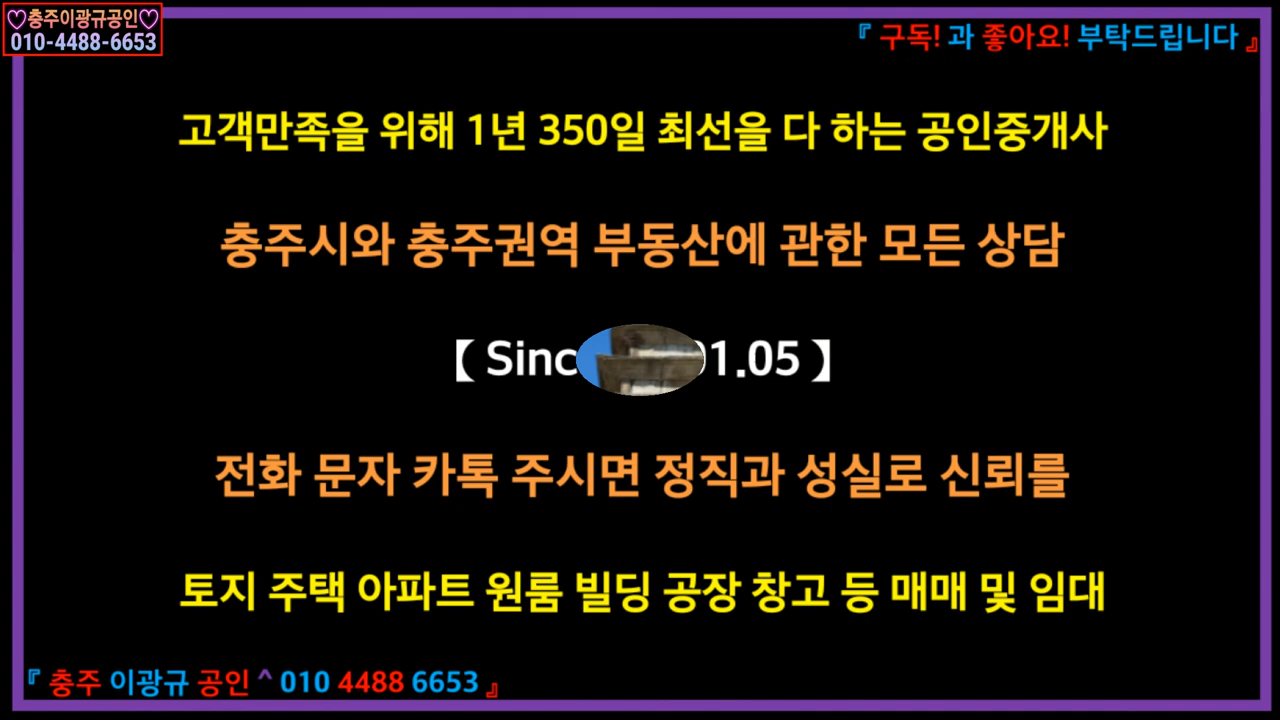 ♡충주이광규공인♡
010-4488-6653
『 구독! 과 좋아요! 부탁드립니다 』
고객만족을 위해 1년 350일 최선을 다 하는 공인중개사
충주시와 충주권역 부동산에 관한 모든 상담
【 Sinc 1.05 】
전화 문자 카톡 주시면 정직과 성실로 신뢰를
토지 주택 아파트 원룸 빌딩 공장 창고 등 매매 및 임대
『 충주 이광규 공인 ^ 010 4488 6653 』